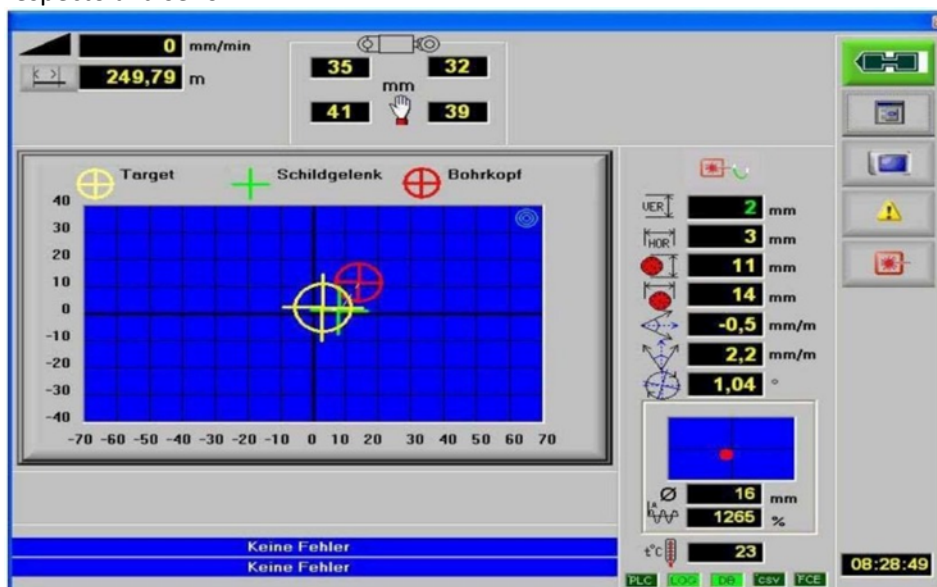 0 mm/min
249,79 m
35 32
mm
41 39
Target Schildgelenk Bohrkopf
40
30
20
10
0
-10
-20
-30
-40
-70 -60 -50 -40 -30 -20 -10 0 10 20 30 40 50 60 70
VER 2 mm
HOR 3 mm
11 mm
14 mm
-0,5 mm/m
2,2 mm/m
1,04 °
Ø 16 mm
1265 %
t°C 23
Keine Fehler
Keine Fehler
PLC LOG DB CSV FCE
08:28:49